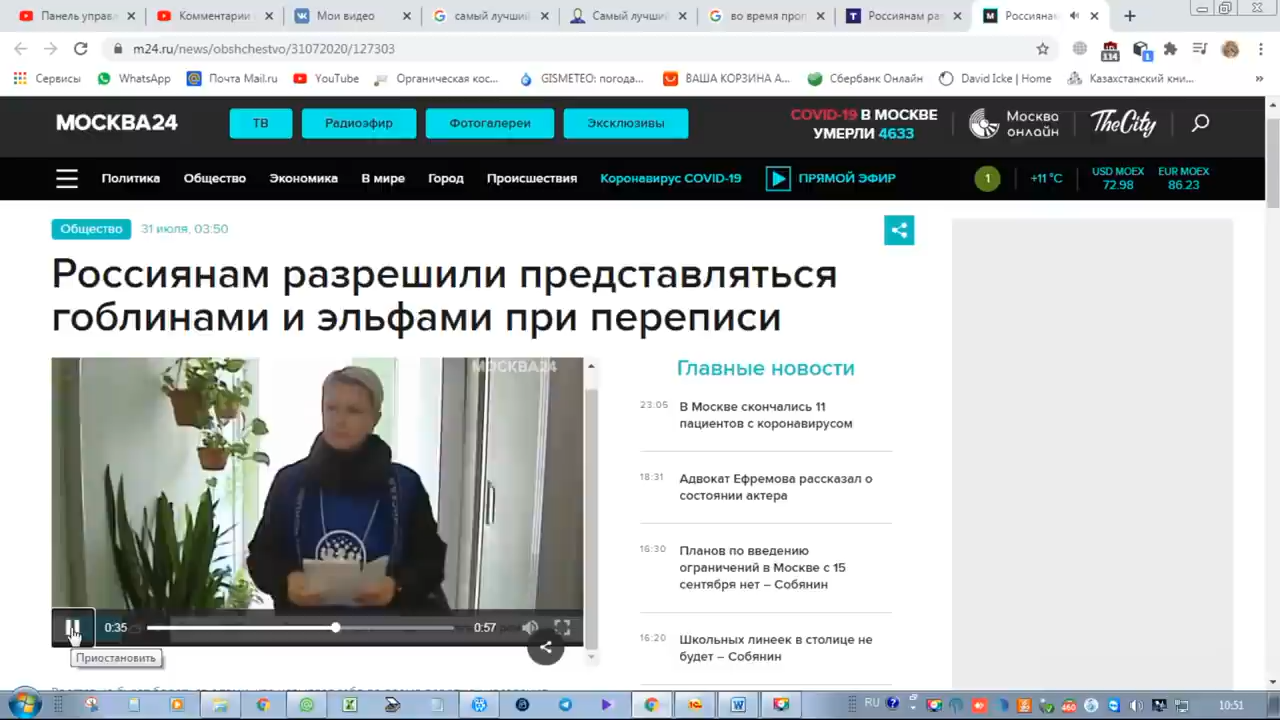 Панель управ
Комментарии
Мои видео
самый лучший
Самый лучший
во время проп
Россиянам ра
Россиянам
m24.ru/news/obshchestvo/31072020/127303
114
1
Сервисы
WhatsApp
Почта Mail.ru
YouTube
Органическая кос...
GISMETEO: погода...
ВАША КОРЗИНА А...
Сбербанк Онлайн
David Icke | Home
Казахстанский кни...
»
МОСКВА24
ТВ
Радиоэфир
Фотогалереи
Эксклюзивы
COVID-19 В МОСКВЕ
УМЕРЛИ 4633
Москва
онлайн
TheCity
Политика
Общество
Экономика
В мире
Город
Происшествия
Коронавирус COVID-19
ПРЯМОЙ ЭФИР
1
+11 °C
USD MOEX
72.98
EUR MOEX
86.23
Общество
31 июля, 03:50
Россиянам разрешили представляться
гоблинами и эльфами при переписи
МОСКВА24
0:35
0:57
Приостановить
Главные новости
23:05
В Москве скончались 11
пациентов с коронавирусом
18:31
Адвокат Ефремова рассказал о
состоянии актера
16:30
Планов по введению
ограничений в Москве с 15
сентября нет – Собянин
16:20
Школьных линеек в столице не
будет – Собянин
RU
460
10:51